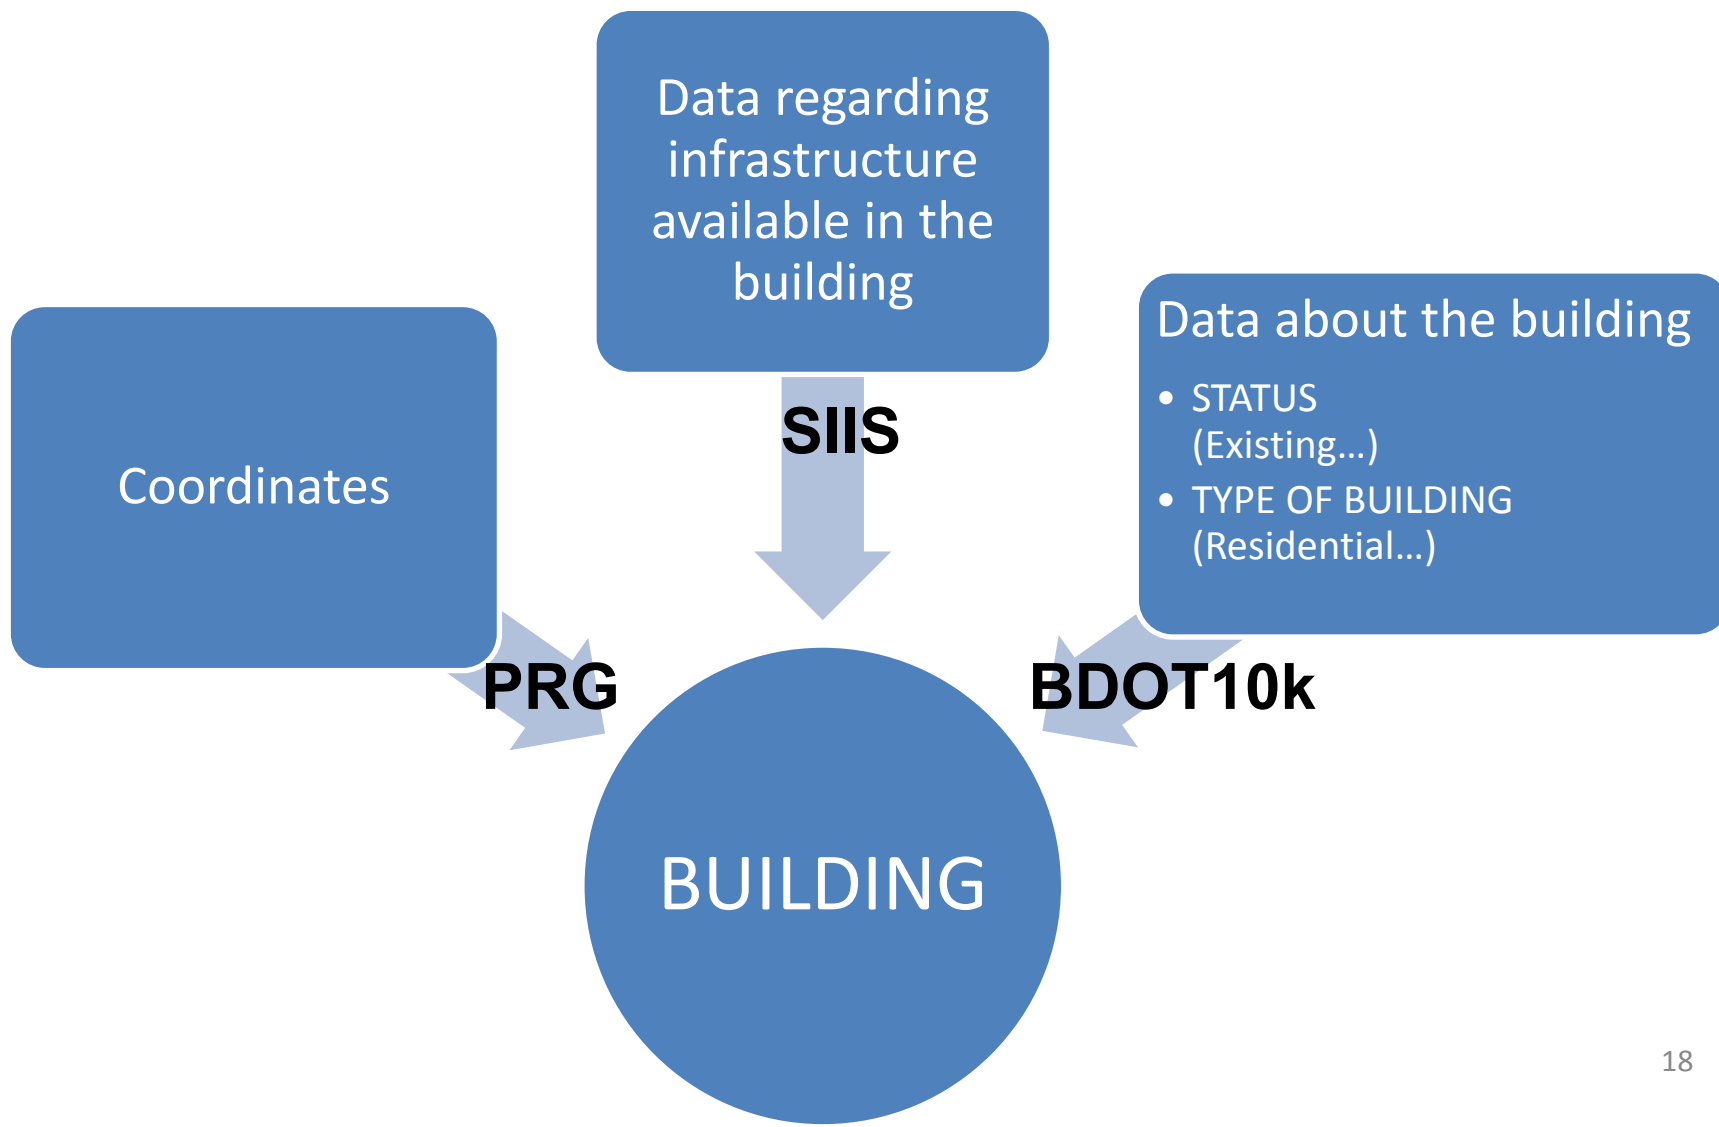 Data regarding
infrastructure
available in the
building
SIIS
Coordinates
PRG
Data about the building
• STATUS
(Existing...)
• TYPE OF BUILDING
(Residential...)
BDOT10k
BUILDING
18